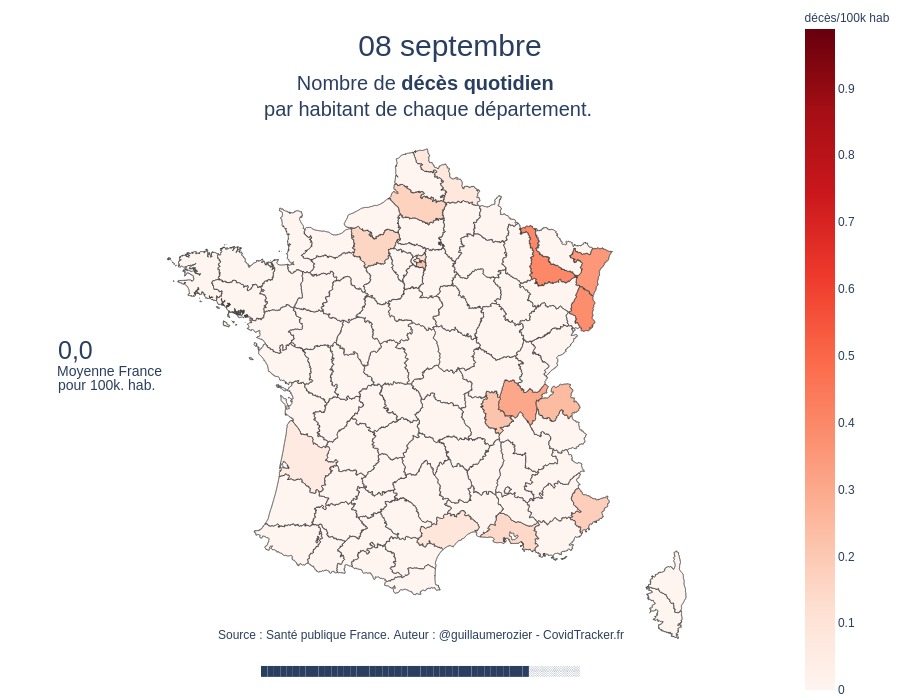 08 septembre
Nombre de décès quotidien
par habitant de chaque département.
décès/100k hab
0.9
0.8
0.7
0.6
0.5
0.4
0.3
0.2
0.1
0
0,0
Moyenne France
pour 100k. hab.
Source : Santé publique France. Auteur : @guillaumerozier - CovidTracker.fr